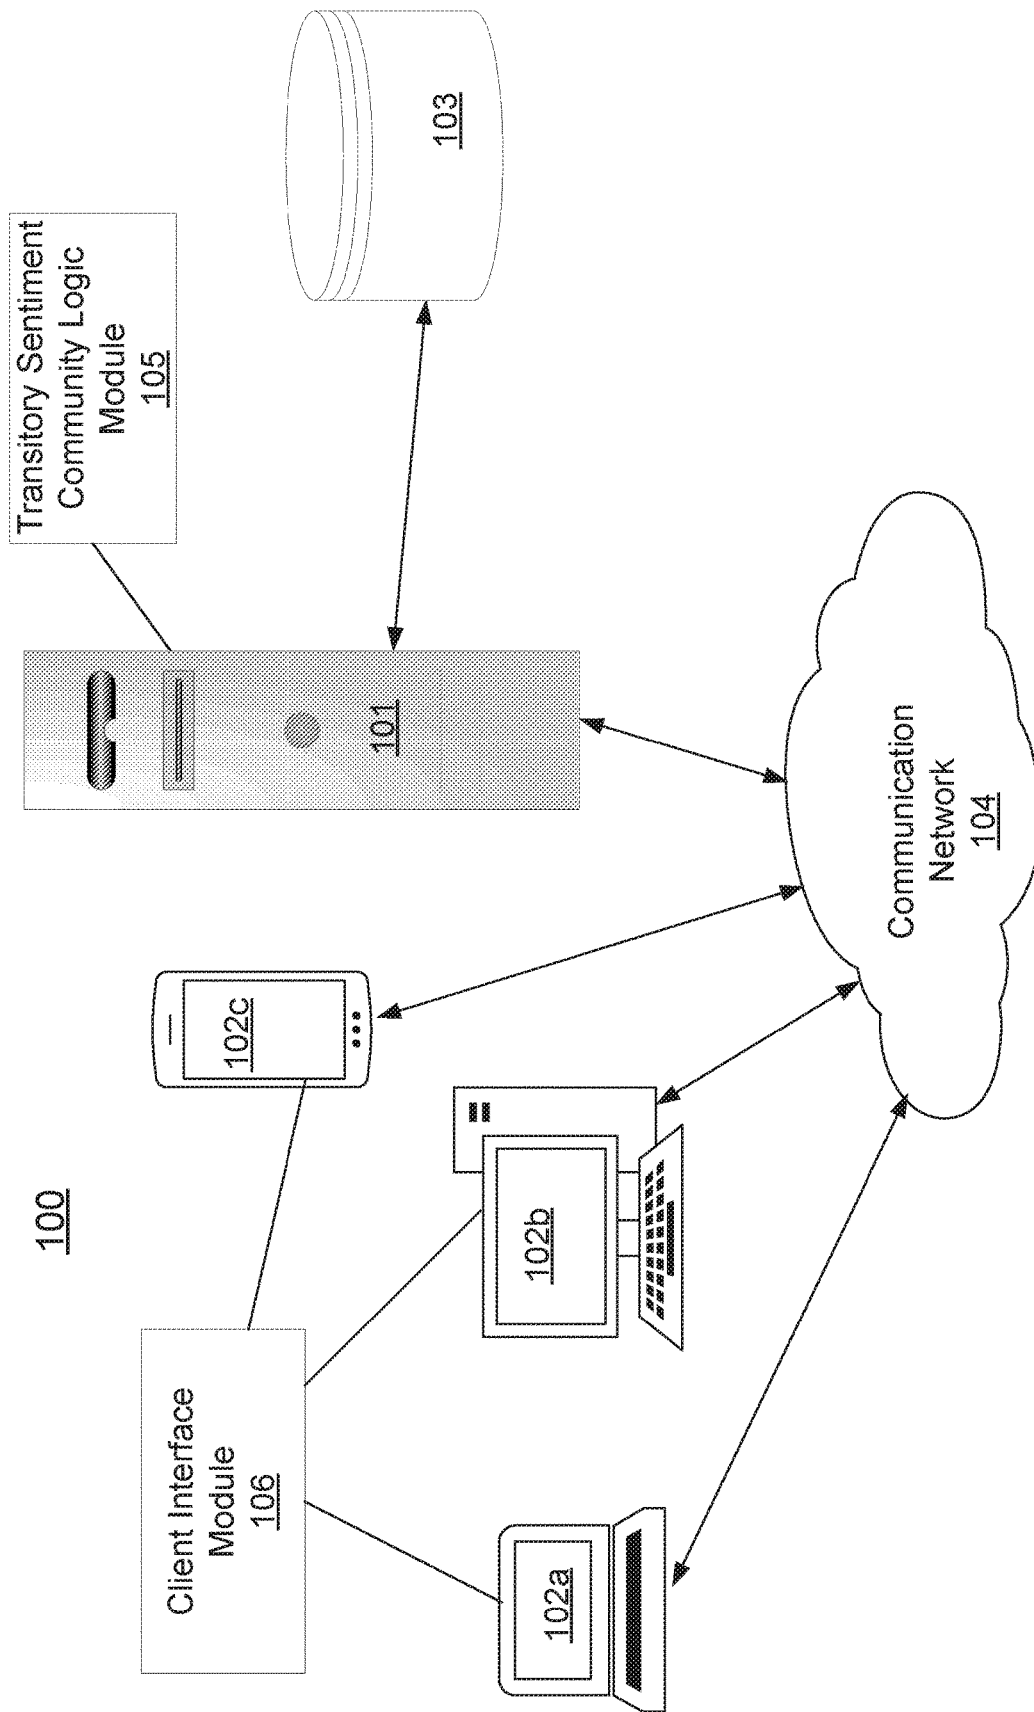 100
Client Interface
Module
106
102a
102b
102c
101
Transitory Sentiment
Community Logic
Module
105
103
Communication
Network
104